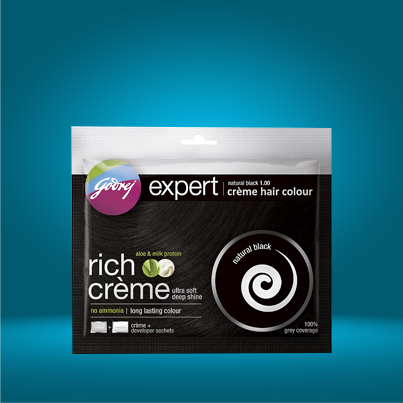 Godrej
expert
natural black 1.00
crème hair colour
natural black
aloe & milk protein
rich
crème
ultra soft
deep shine
no ammonia | long lasting colour
crème +
developer sachets
100%
grey coverage